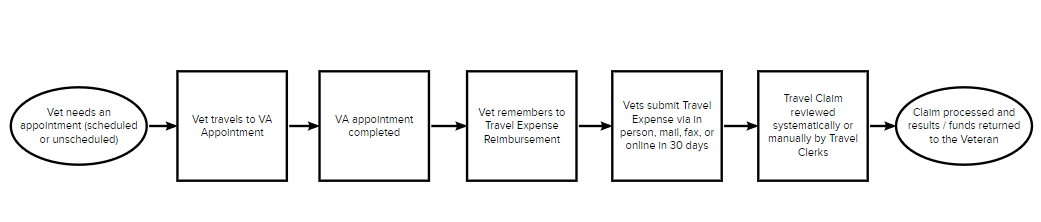 Vet needs an
appointment (scheduled
or unscheduled)
Vet travels to VA
Appointment
VA appointment
completed
Vet remembers to
Travel Expense
Reimbursement
Vets submit Travel
Expense via in
person, mail, fax, or
online in 30 days
Travel Claim
reviewed
systematically or
manually by Travel
Clerks
Claim processed and
results / funds returned
to the Veteran